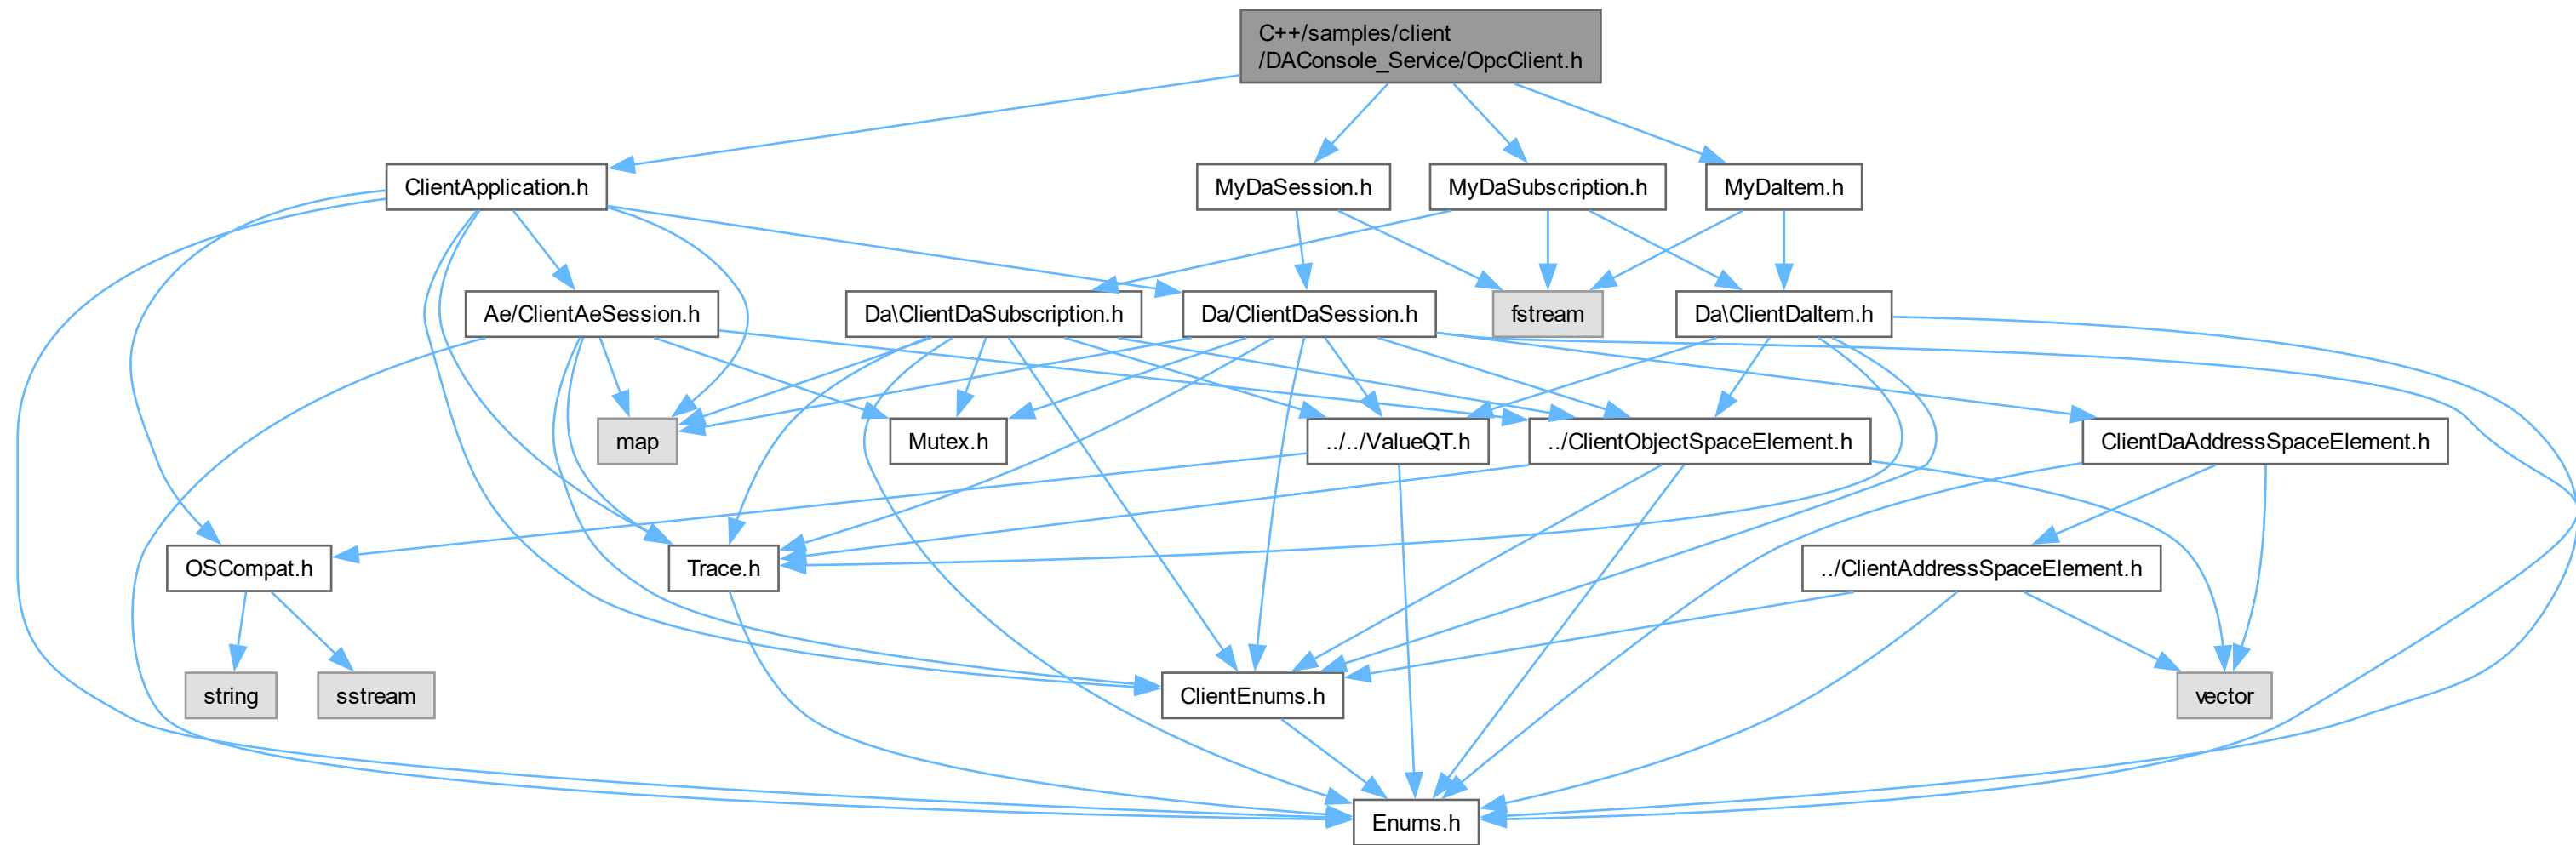 C++/samples/client
/DAConsole_Service/OpcClient.h
ClientApplication.h
MyDaSession.h
MyDaSubscription.h
MyDaItem.h
Ae/ClientAeSession.h
Da\ClientDaSubscription.h
Da/ClientDaSession.h
fstream
Da\ClientDaItem.h
map
Mutex.h
../../ValueQT.h
../ClientObjectSpaceElement.h
ClientDaAddressSpaceElement.h
OSCompat.h
Trace.h
../ClientAddressSpaceElement.h
string
sstream
ClientEnums.h
vector
Enums.h